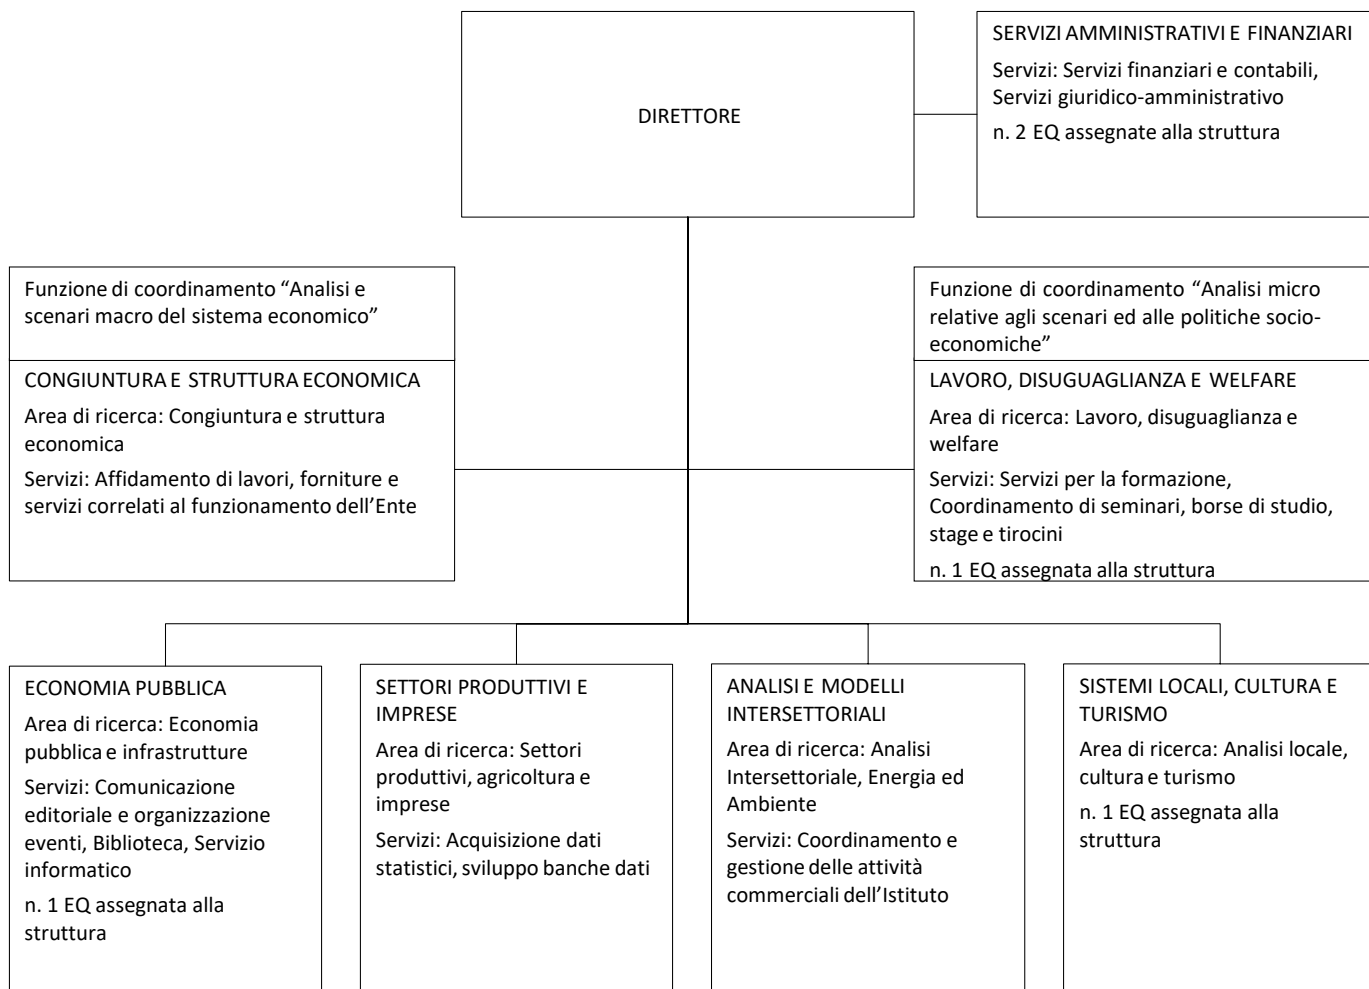 DIRETTORE
SERVIZI AMMINISTRATIVI E FINANZIARI
Servizi: Servizi finanziari e contabili,
Servizi giuridico-amministrativo
n. 2 EQ assegnate alla struttura
Funzione di coordinamento “Analisi e
scenari macro del sistema economico”
CONGIUNTURA E STRUTTURA ECONOMICA
Area di ricerca: Congiuntura e struttura
economica
Servizi: Affidamento di lavori, forniture e
servizi correlati al funzionamento dell’Ente
Funzione di coordinamento “Analisi micro
relative agli scenari ed alle politiche socio-
economiche”
LAVORO, DISUGUAGLIANZA E WELFARE
Area di ricerca: Lavoro, disuguaglianza e
welfare
Servizi: Servizi per la formazione,
Coordinamento di seminari, borse di studio,
stage e tirocini
n. 1 EQ assegnata alla struttura
ECONOMIA PUBBLICA
Area di ricerca: Economia
pubblica e infrastrutture
Servizi: Comunicazione
editoriale e organizzazione
eventi, Biblioteca, Servizio
informatico
n. 1 EQ assegnata alla
struttura
SETTORI PRODUTTIVI E
IMPRESE
Area di ricerca: Settori
produttivi, agricoltura e
imprese
Servizi: Acquisizione dati
statistici, sviluppo banche dati
ANALISI E MODELLI
INTERSETTORIALI
Area di ricerca: Analisi
Intersettoriale, Energia ed
Ambiente
Servizi: Coordinamento e
gestione delle attività
commerciali dell’Istituto
SISTEMI LOCALI, CULTURA E
TURISMO
Area di ricerca: Analisi locale,
cultura e turismo
n. 1 EQ assegnata alla
struttura